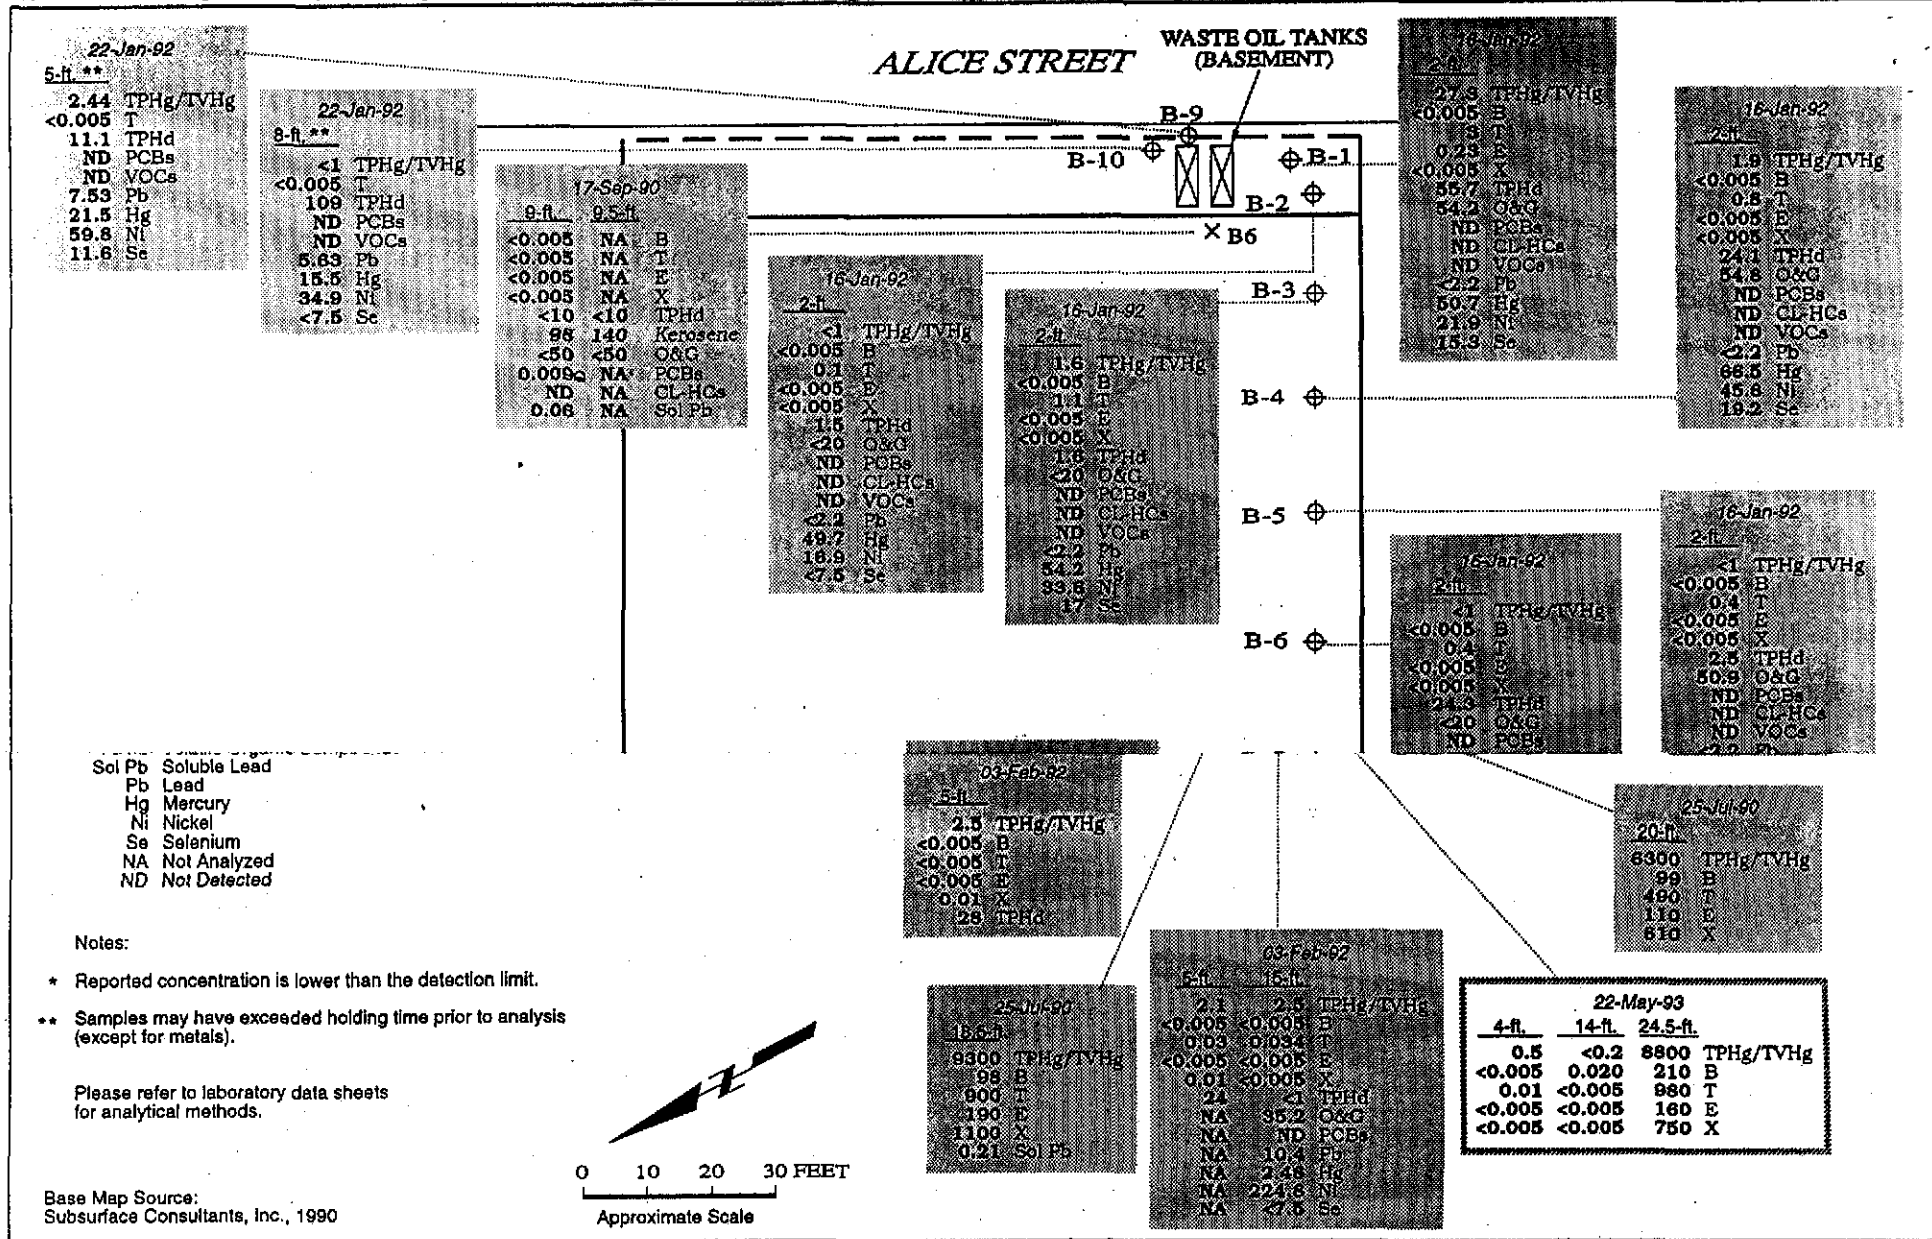 22-Jan-92
5-ft. **
2.44 TPHg/TVHg
<0.005 T
11.1 TPHd
ND PCBs
ND VOCs
7.53 Pb
21.5 Hg
59.8 Ni
11.6 Se
22-Jan-92
8-ft. **
<1 TPHg/TVHg
<0.005 T
109 TPHd
ND PCBs
ND VOCs
5.63 Pb
15.5 Hg
34.9 Ni
<7.5 Se
17-Sep-90
9-ft. 9.5-ft.
<0.005 NA B
<0.005 NA T
<0.005 NA E
<0.005 NA X
<10 <10 TPHd
98 140 Kerosene
<50 <50 O&G
0.009 NA* PCBs
ND NA CL-HCs
0.06 NA Sol Pb
ALICE STREET
WASTE OIL TANKS
(BASEMENT)
B-9
B-10
B-1
B-2
B6
B-3
B-4
B-5
B-6
16-Jan-92
2-ft.
<1 TPHg/TVHg
<0.005 B
0.1 T
<0.005 E
<0.005 X
1.5 TPHd
<20 O&G
ND PCBs
ND CL-HCs
ND VOCs
<2.2 Pb
49.7 Hg
16.9 Ni
<7.5 Se
16-Jan-92
2-ft.
1.6 TPHg/TVHg
<0.005 B
1.1 T
<0.005 E
<0.005 X
1.8 TPHd
<20 O&G
ND PCBs
ND CL-HCs
ND VOCs
<2.2 Pb
54.2 Hg
33.8 Ni
17 Se
16-Jan-92
2-ft.
27.3 TPHg/TVHg
<0.005 B
3 T
0.23 E
<0.005 X
55.7 TPHd
54.2 O&G
ND PCBs
ND CL-HCs
ND VOCs
<2.2 Pb
50.7 Hg
21.9 Ni
15.3 Se
16-Jan-92
2-ft.
1.9 TPHg/TVHg
<0.005 B
0.8 T
<0.005 E
<0.005 X
24.1 TPHd
54.8 O&G
ND PCBs
ND CL-HCs
ND VOCs
<2.2 Pb
66.5 Hg
45.6 Ni
19.2 Se
16-Jan-92
2-ft.
<1 TPHg/TVHg
<0.005 B
0.4 T
<0.005 E
<0.005 X
24.3 TPHd
<20 O&G
ND PCBs
16-Jan-92
2-ft.
<1 TPHg/TVHg
<0.005 B
0.4 T
<0.005 E
<0.005 X
2.5 TPHd
50.9 O&G
ND PCBs
ND CL-HCs
ND VOCs
<2.2 Pb
Sol Pb Soluble Lead
Pb Lead
Hg Mercury
Ni Nickel
Se Selenium
NA Not Analyzed
ND Not Detected
Notes:
* Reported concentration is lower than the detection limit.
** Samples may have exceeded holding time prior to analysis
(except for metals).
Please refer to laboratory data sheets
for analytical methods.
Base Map Source:
Subsurface Consultants, Inc., 1990
0 10 20 30 FEET
Approximate Scale
03-Feb-92
5-ft.
2.5 TPHg/TVHg
<0.005 B
<0.005 T
<0.005 E
0.01 X
28 TPHd
25-Jul-90
18.5-ft.
9300 TPHg/TVHg
98 B
900 T
190 E
1100 X
0.21 Sol Pb
03-Feb-92
5-ft. 15-ft.
2.1 2.5 TPHg/TVHg
<0.005 <0.005 B
0.03 0.034 T
<0.005 <0.005 E
0.01 <0.005 X
24 <1 TPHd
NA 35.2 O&G
NA ND PCBs
NA 10.4 Pb
NA 2.48 Hg
NA 224.8 Ni
NA <7.5 Se
25-Jul-90
20-ft.
6300 TPHg/TVHg
99 B
490 T
110 E
610 X
22-May-93
4-ft. 14-ft. 24.5-ft.
0.5 <0.2 8800 TPHg/TVHg
<0.005 0.020 210 B
0.01 <0.005 980 T
<0.005 <0.005 160 E
<0.005 <0.005 750 X